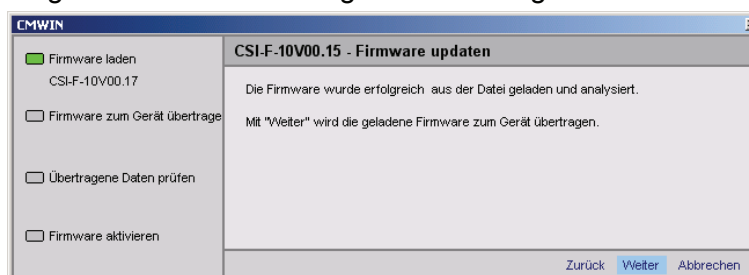 CMWIN
Firmware laden
CSI-F-10V00.17
Firmware zum Gerät übertrage
Übertragene Daten prüfen
Firmware aktivieren
CSI-F-10V00.15 - Firmware updaten
Die Firmware wurde erfolgreich aus der Datei geladen und analysiert.
Mit "Weiter" wird die geladene Firmware zum Gerät übertragen.
Zurück Weiter Abbrechen